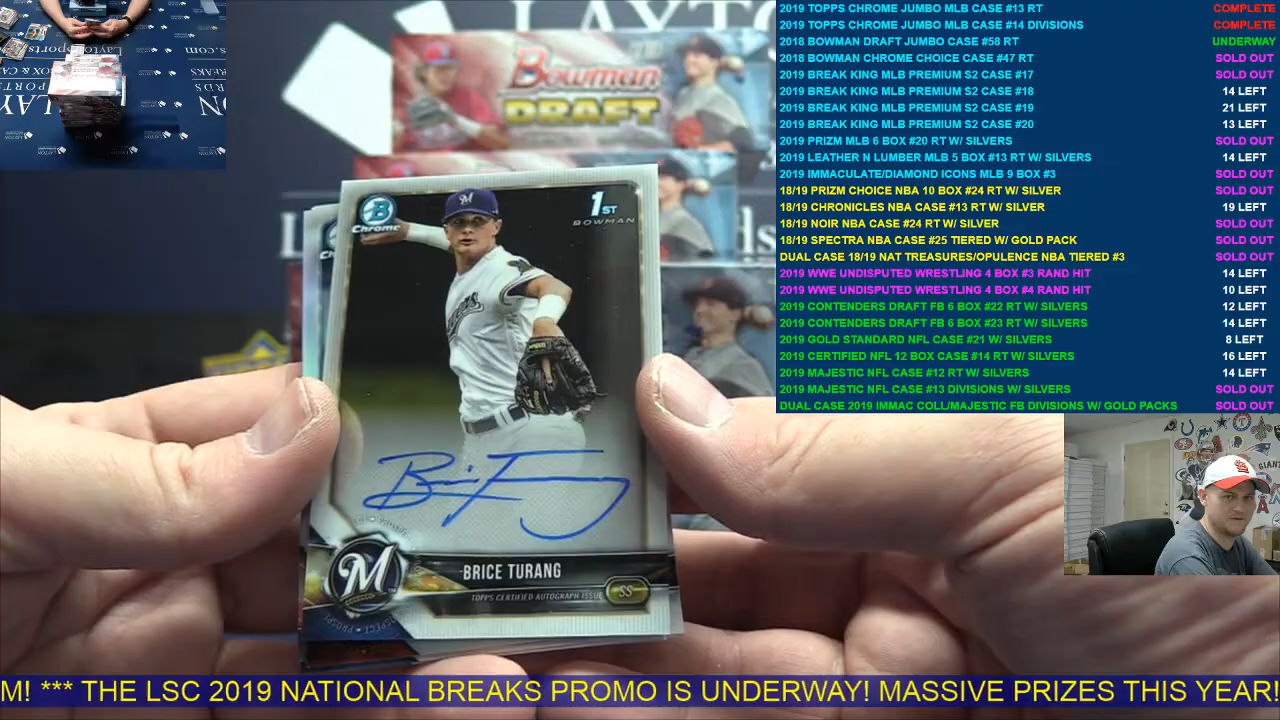 2019 TOPPS CHROME JUMBO MLB CASE #13 RT COMPLETE
2019 TOPPS CHROME JUMBO MLB CASE #14 DIVISIONS COMPLETE
2018 BOWMAN DRAFT JUMBO CASE #58 RT UNDERWAY
2018 BOWMAN CHROME CHOICE CASE #47 RT SOLD OUT
2019 BREAK KING MLB PREMIUM S2 CASE #17 SOLD OUT
2019 BREAK KING MLB PREMIUM S2 CASE #18 14 LEFT
2019 BREAK KING MLB PREMIUM S2 CASE #19 21 LEFT
2019 BREAK KING MLB PREMIUM S2 CASE #20 13 LEFT
2019 PRIZM MLB 6 BOX #20 RT W/ SILVERS SOLD OUT
2019 LEATHER N LUMBER MLB 5 BOX #13 RT W/ SILVERS 14 LEFT
2019 IMMACULATE/DIAMOND ICONS MLB 9 BOX #3 SOLD OUT
18/19 PRIZM CHOICE NBA 10 BOX #24 RT W/ SILVER SOLD OUT
18/19 CHRONICLES NBA CASE #13 RT W/ SILVER 19 LEFT
18/19 NOIR NBA CASE #24 RT W/ SILVER SOLD OUT
18/19 SPECTRA NBA CASE #25 TIERED W/ GOLD PACK SOLD OUT
DUAL CASE 18/19 NAT TREASURES/OPULENCE NBA TIERED #3 SOLD OUT
2019 WWE UNDISPUTED WRESTLING 4 BOX #3 RAND HIT 14 LEFT
2019 WWE UNDISPUTED WRESTLING 4 BOX #4 RAND HIT 10 LEFT
2019 CONTENDERS DRAFT FB 6 BOX #22 RT W/ SILVERS 12 LEFT
2019 CONTENDERS DRAFT FB 6 BOX #23 RT W/ SILVERS 14 LEFT
2019 GOLD STANDARD NFL CASE #21 W/ SILVERS 8 LEFT
2019 CERTIFIED NFL 12 BOX CASE #14 RT W/ SILVERS 16 LEFT
2019 MAJESTIC NFL CASE #12 RT W/ SILVERS 14 LEFT
2019 MAJESTIC NFL CASE #13 DIVISIONS W/ SILVERS SOLD OUT
DUAL CASE 2019 IMMAC COLL/MAJESTIC FB DIVISIONS W/ GOLD PACKS SOLD OUT
Bowman
DRAFT
B
Chrome
1ST
BOWMAN
M
Brice Turang
M
BRICE TURANG
TOPPS CERTIFIED AUTOGRAPH ISSUE
SS
M! *** THE LSC 2019 NATIONAL BREAKS PROMO IS UNDERWAY! MASSIVE PRIZES THIS YEAR!